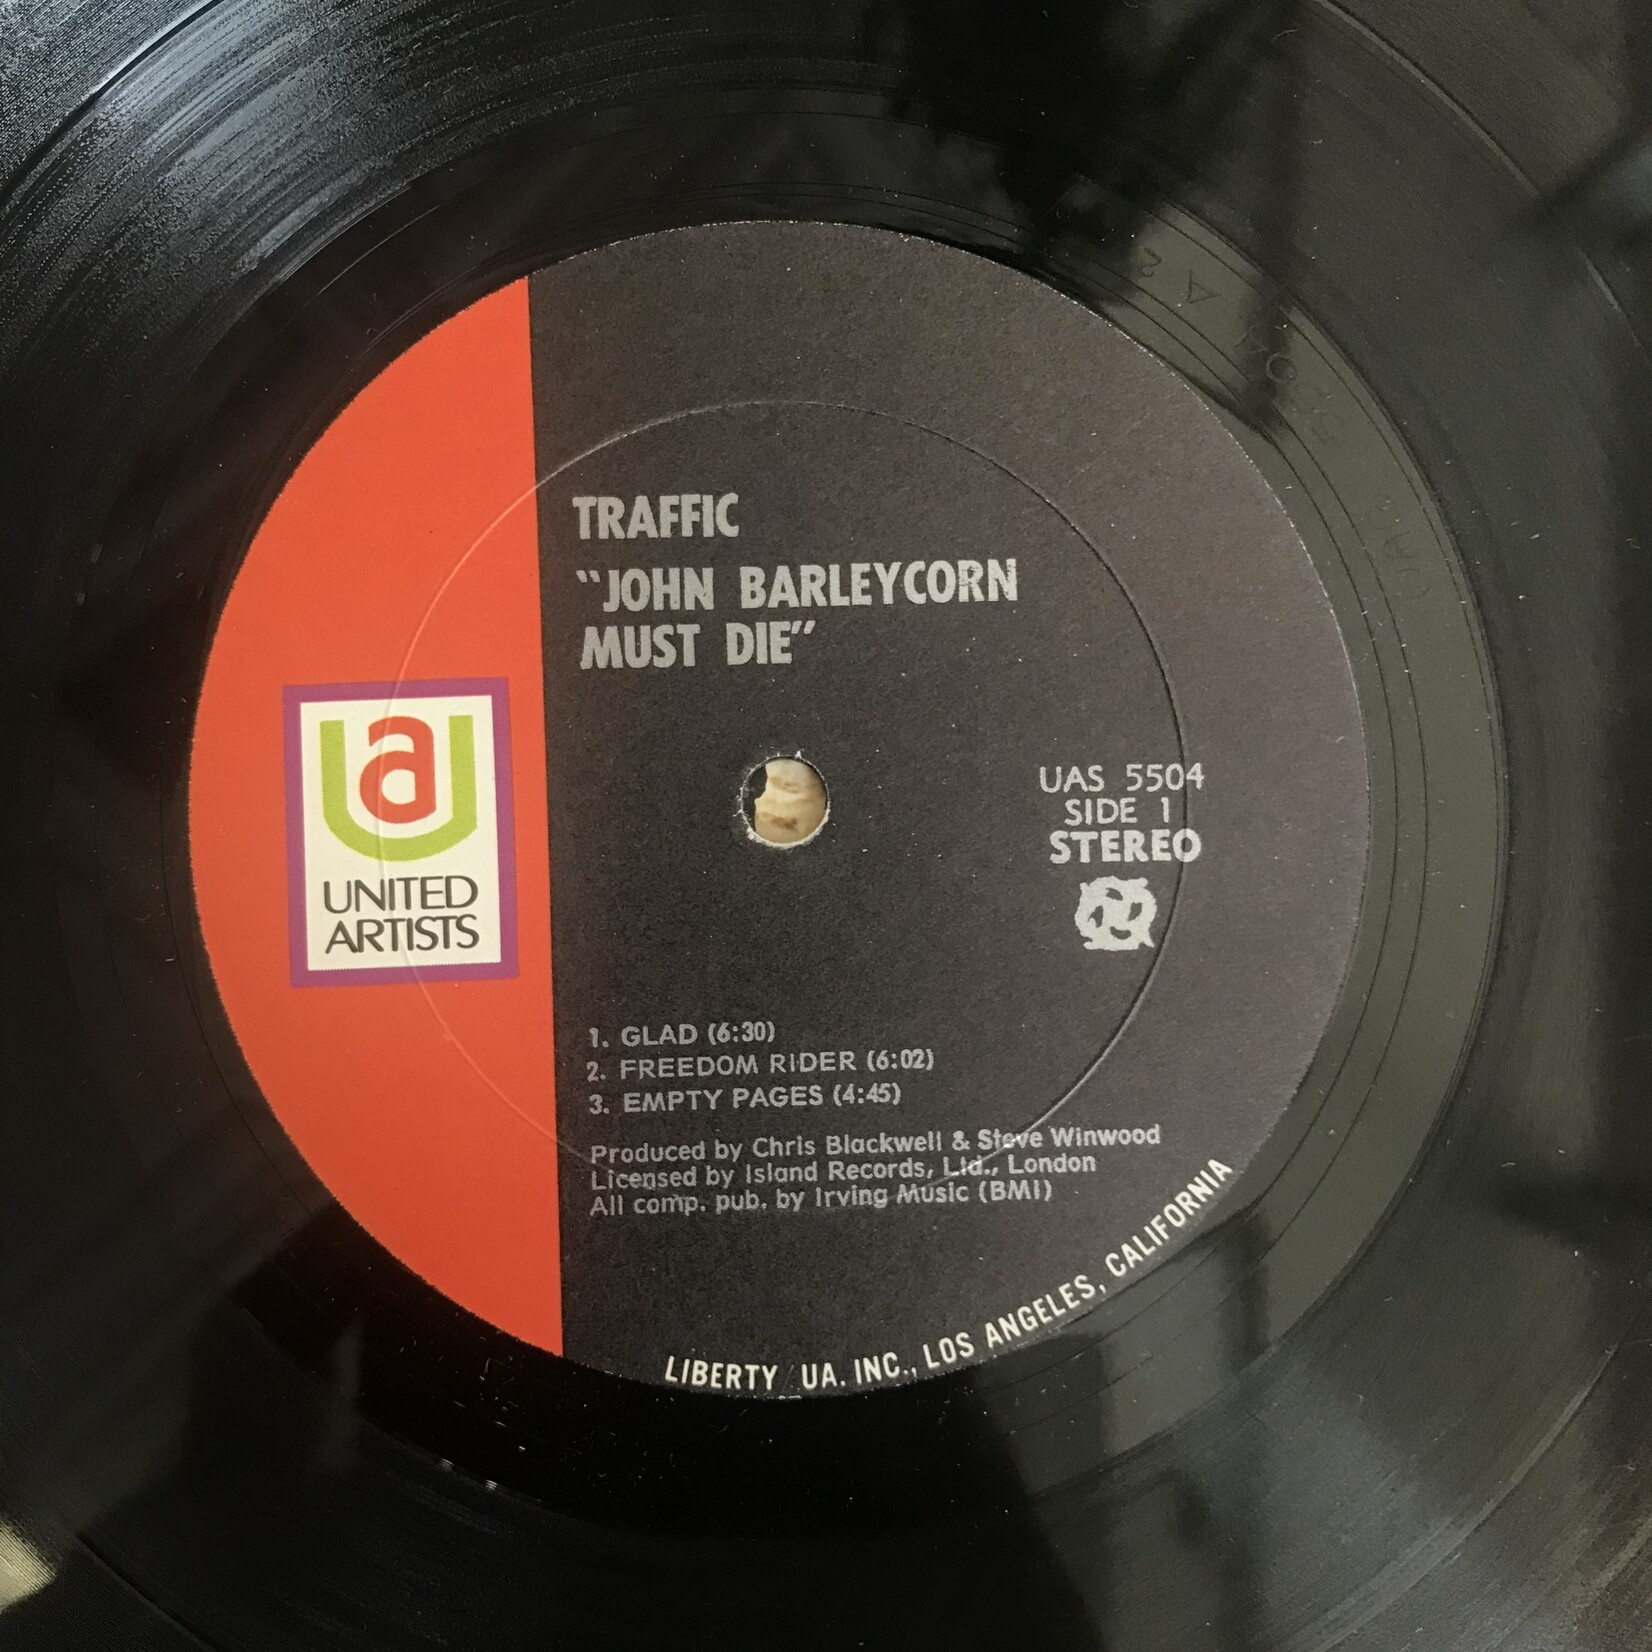 TRAFFIC
"JOHN BARLEYCORN
MUST DIE"
ua
UNITED
ARTISTS
UAS 5504
SIDE 1
STEREO
1. GLAD (6:30)
2. FREEDOM RIDER (6:02)
3. EMPTY PAGES (4:45)
Produced by Chris Blackwell & Steve Winwood
Licensed by Island Records, Ltd., London
All comp. pub. by Irving Music (BMI)
LIBERTY/UA, INC., LOS ANGELES, CALIFORNIA